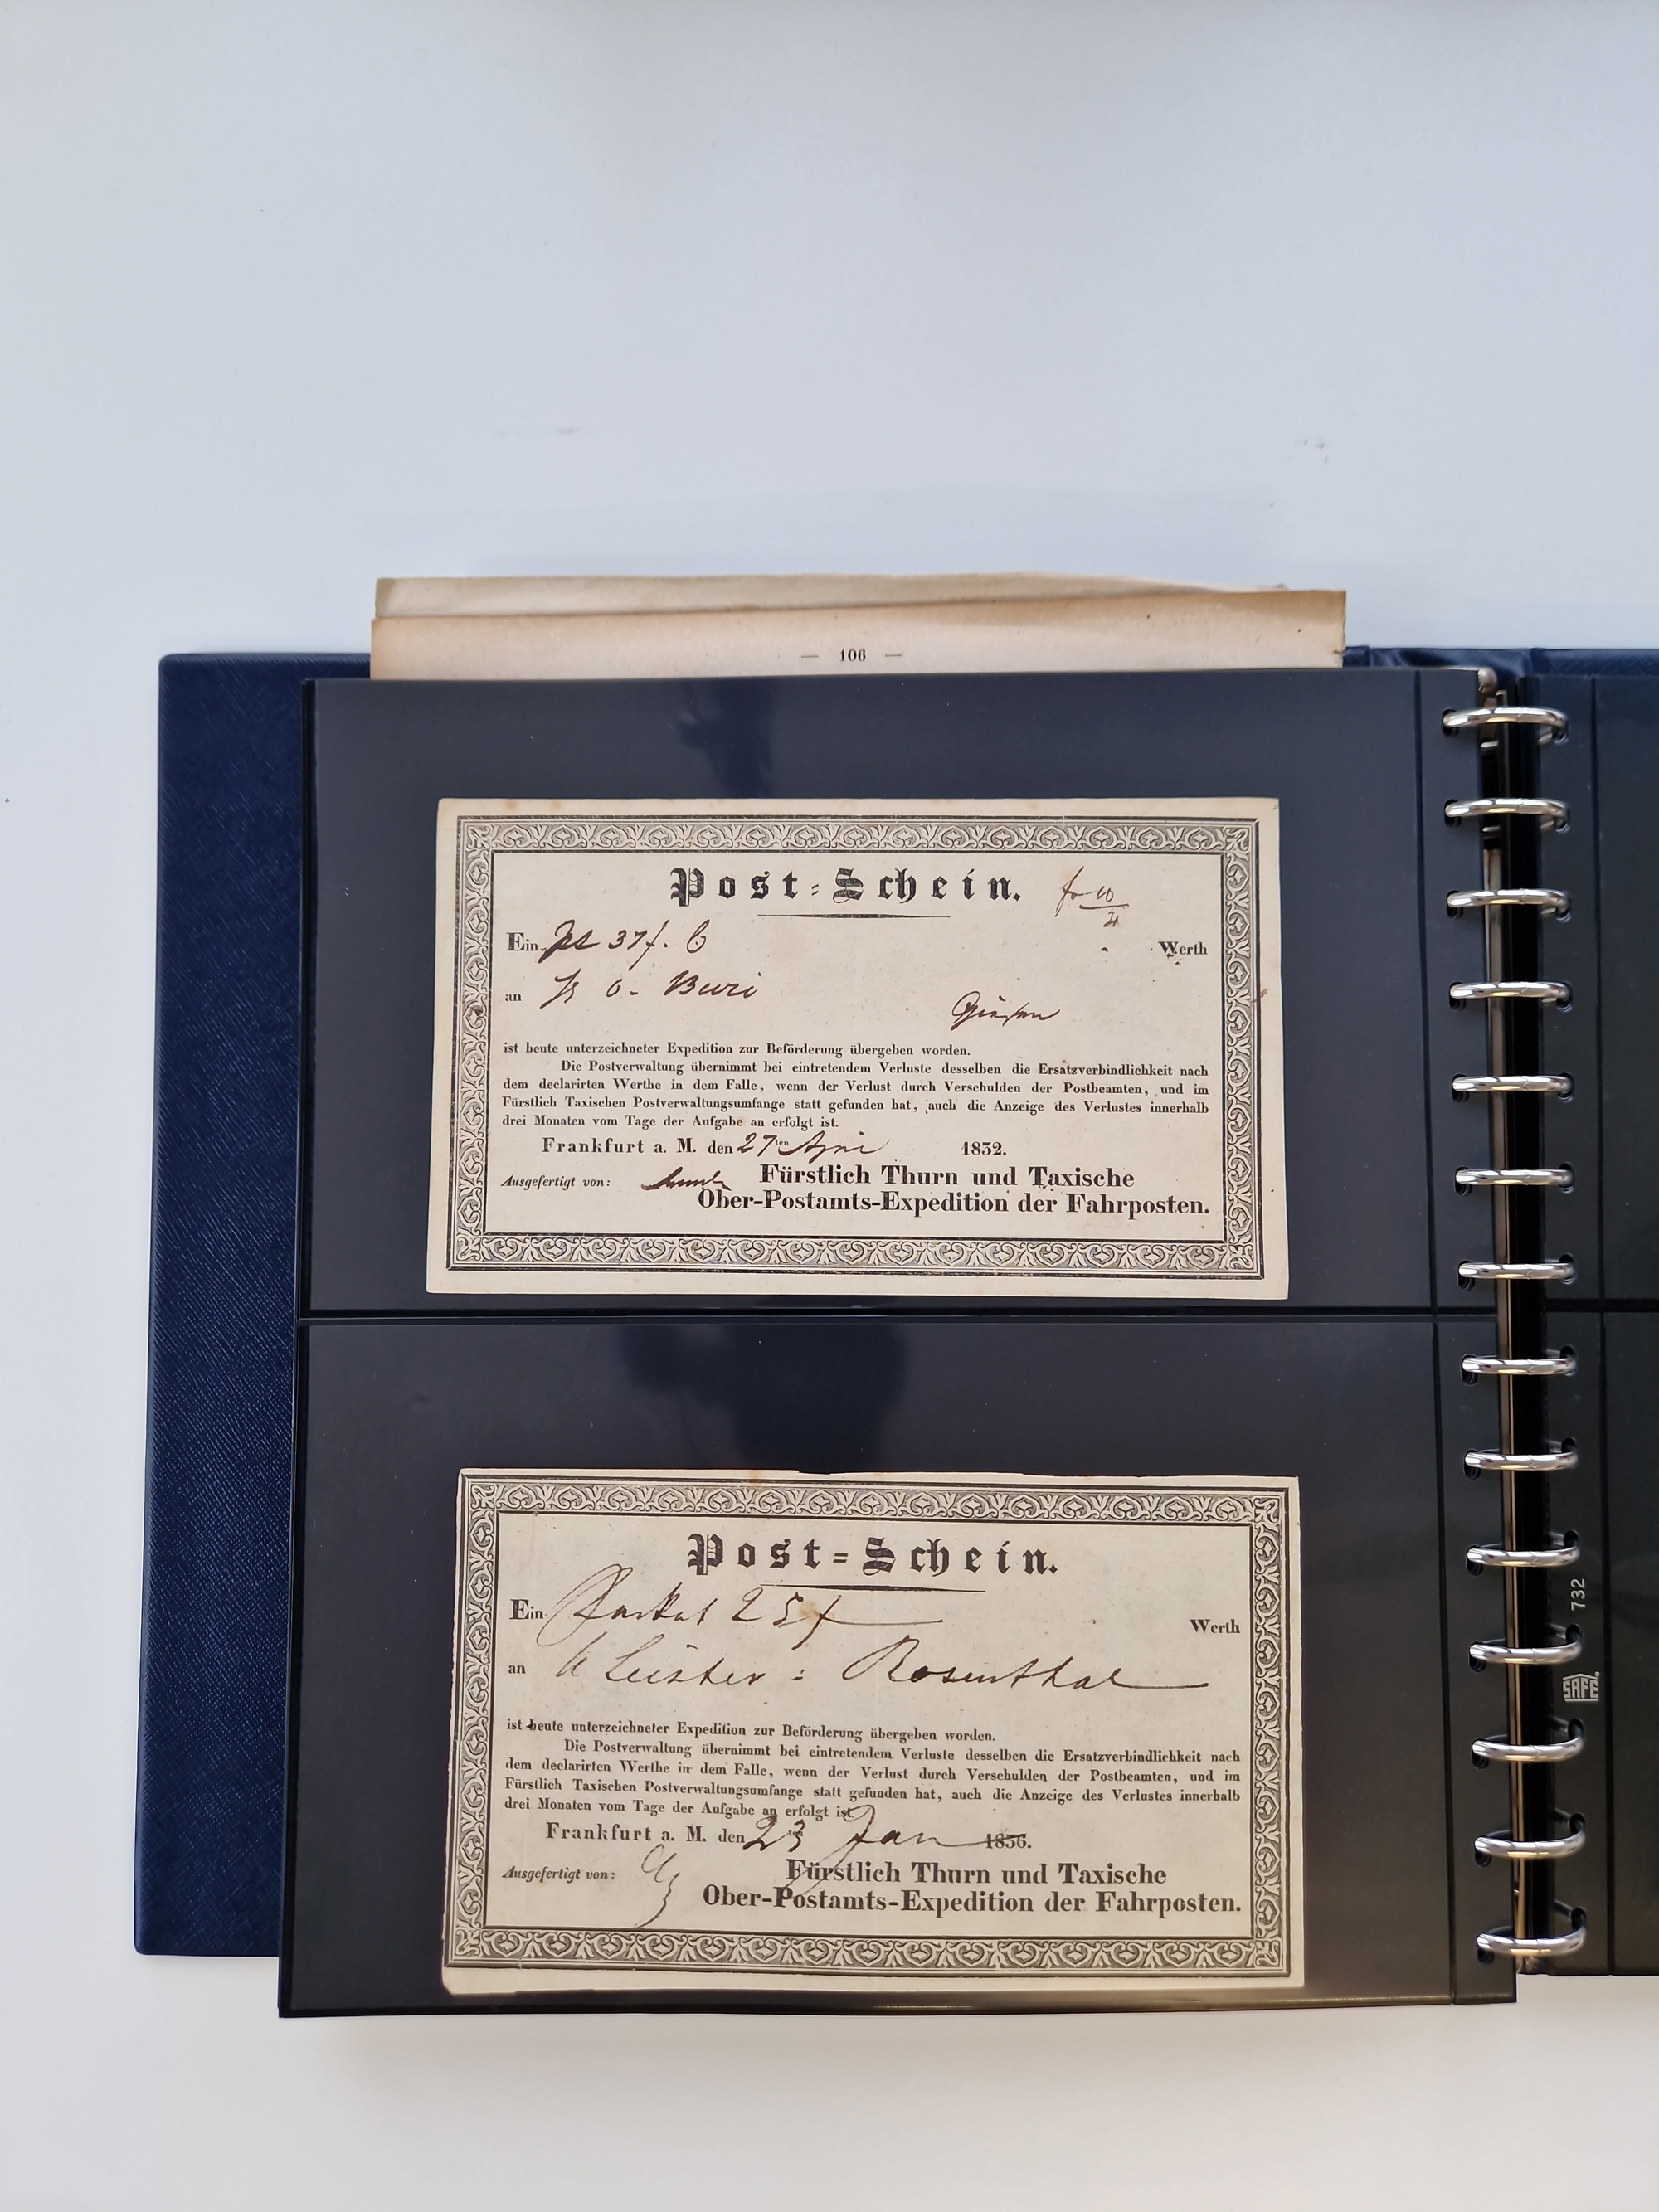 — 106 —
Post=Schein.
Ein 37 f. 6 Werth
an Buri
ist heute unterzeichneter Expedition zur Beförderung übergeben worden.
Die Postverwaltung übernimmt bei eintretendem Verluste desselben die Ersatzverbindlichkeit nach
dem declarirten Werthe in dem Falle, wenn der Verlust durch Verschulden der Postbeamten, und im
Fürstlich Taxischen Postverwaltungsumfange statt gefunden hat, auch die Anzeige des Verlustes innerhalb
drei Monaten vom Tage der Aufgabe an erfolgt ist.
Frankfurt a. M. den 27ten 1832.
Ausgefertigt von: Fürstlich Thurn und Taxische
Ober-Postamts-Expedition der Fahrposten.
Post=Schein.
Ein 25 f Werth
an Leister : Rosenthal
ist heute unterzeichneter Expedition zur Beförderung übergeben worden.
Die Postverwaltung übernimmt bei eintretendem Verluste desselben die Ersatzverbindlichkeit nach
dem declarirten Werthe in dem Falle, wenn der Verlust durch Verschulden der Postbeamten, und im
Fürstlich Taxischen Postverwaltungsumfange statt gefunden hat, auch die Anzeige des Verlustes innerhalb
drei Monaten vom Tage der Aufgabe an erfolgt ist.
Frankfurt a. M. den 23 Jan 1836.
Ausgefertigt von: Fürstlich Thurn und Taxische
Ober-Postamts-Expedition der Fahrposten.
732
SAFE